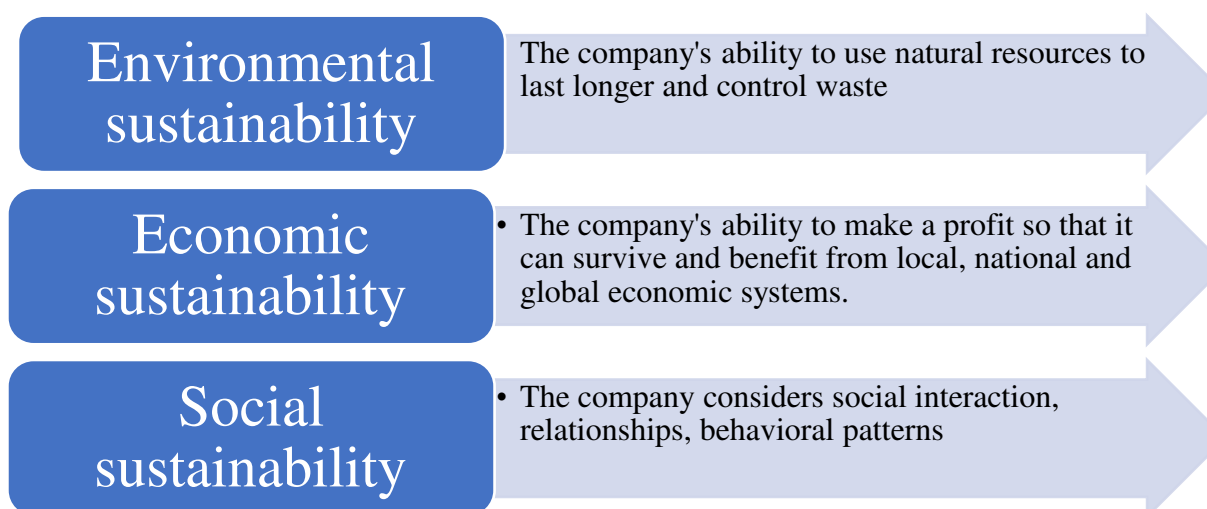 Environmental
sustainability
The company's ability to use natural resources to
last longer and control waste
Economic
sustainability
• The company's ability to make a profit so that it
can survive and benefit from local, national and
global economic systems.
Social
sustainability
• The company considers social interaction,
relationships, behavioral patterns